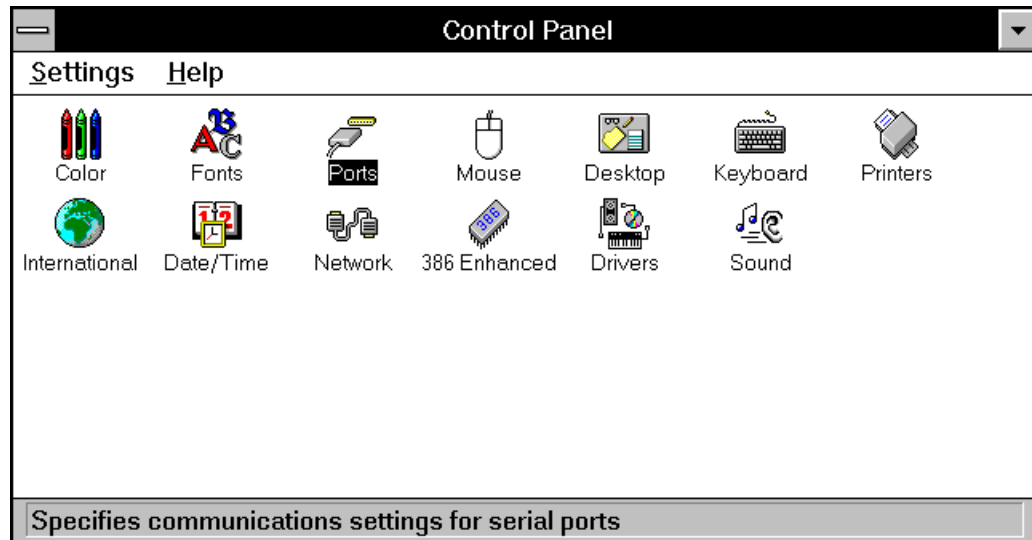 Control Panel
Settings Help
Color Fonts Ports Mouse Desktop Keyboard Printers
International Date/Time Network 386 Enhanced Drivers Sound
Specifies communications settings for serial ports